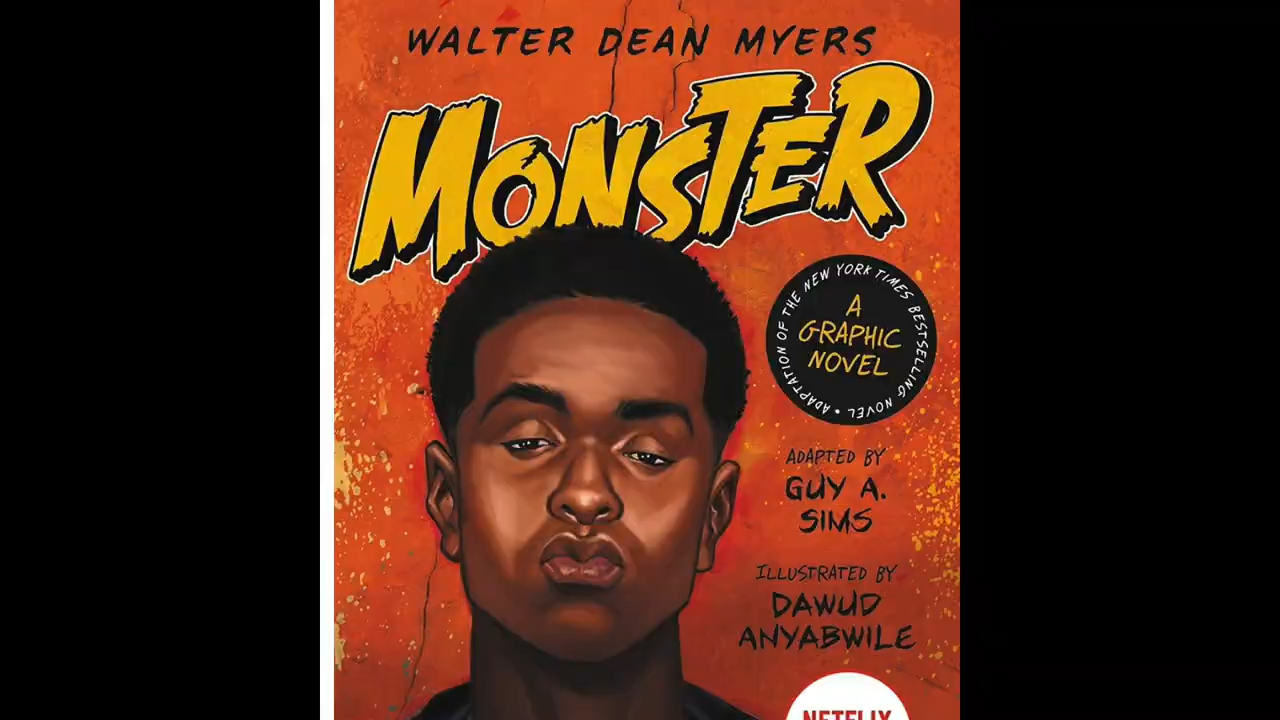 WALTER DEAN MYERS
MONSTER
ADAPTATION OF THE NEW YORK TIMES BESTSELLING NOVEL •
A
GRAPHIC
NOVEL
ADAPTED BY
GUY A.
SIMS
ILLUSTRATED BY
DAWUD
ANYABWILE
NETFLIX